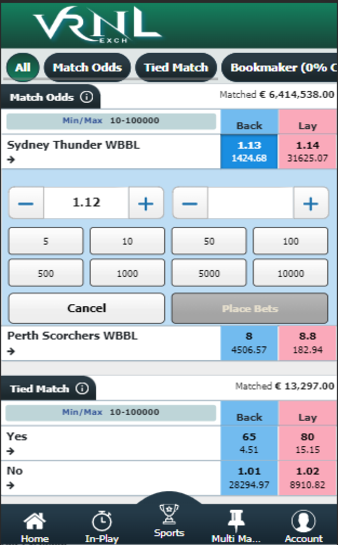 VRNL
EXCH
All Match Odds Tied Match Bookmaker (0% C
Match Odds Matched € 6,414,538.00
Min/Max 10-100000 Back Lay
Sydney Thunder WBBL 1.13 1.14
1424.68 31625.07
− 1.12 + − +
5 10 50 100
500 1000 5000 10000
Cancel Place Bets
Perth Scorchers WBBL 8 8.8
4506.57 182.94
Tied Match Matched € 13,297.00
Min/Max 10-100000 Back Lay
Yes 65 80
4.51 15.15
No 1.01 1.02
28294.97 8910.82
Home In-Play Sports Multi Ma... Account